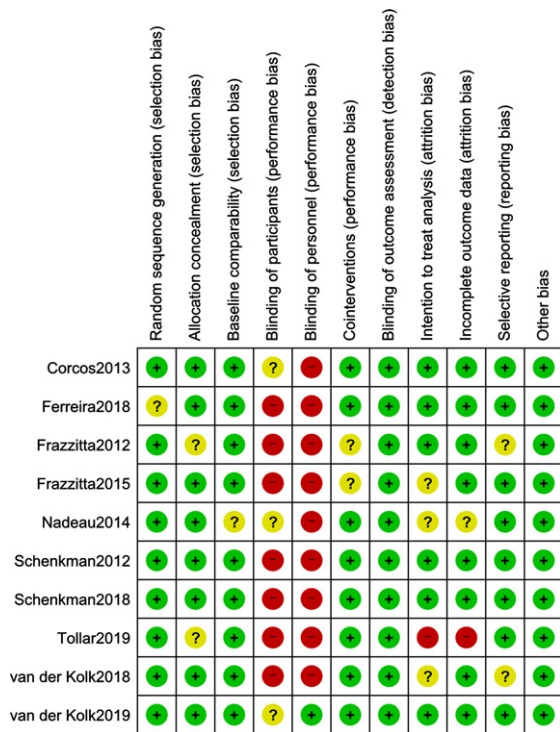 Random sequence generation (selection bias)
Allocation concealment (selection bias)
Baseline comparability (selection bias)
Blinding of participants (performance bias)
Blinding of personnel (performance bias)
Cointerventions (performance bias)
Blinding of outcome assessment (detection bias)
Intention to treat analysis (attrition bias)
Incomplete outcome data (attrition bias)
Selective reporting (reporting bias)
Other bias
Corcos2013 + + + ? - + + + + + +
Ferreira2018 ? + + - - + + + + + +
Frazzitta2012 + ? + - - ? + + + ? +
Frazzitta2015 + + + - - ? + ? + + +
Nadeau2014 + + ? ? - + + ? ? + +
Schenkman2012 + + + - - + + + + + +
Schenkman2018 + + + - - + + + + + +
Tollar2019 + ? + - - + + - - + +
van der Kolk2018 + + + - - + + ? + ? +
van der Kolk2019 + + + ? + + + + + + +